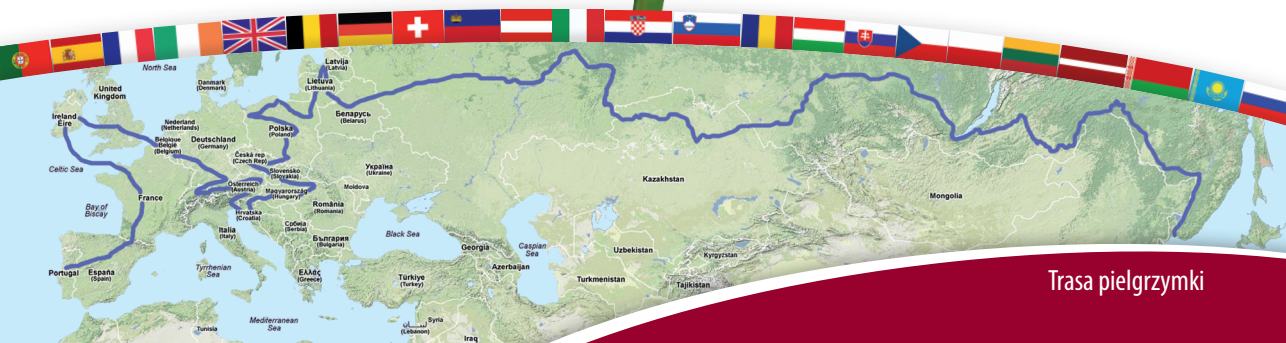 North Sea
Latvija
(Latvia)
Danmark
(Denmark)
Lietuva
(Lithuania)
United
Kingdom
Ireland
Éire
Nederland
(Netherlands)
Polska
(Poland)
Беларусь
(Belarus)
Belgique
België
(Belgium)
Deutschland
(Germany)
Česká rep
(Czech Rep)
Celtic Sea
Slovensko
(Slovakia)
Україна
(Ukraine)
Kazakhstan
France
Österreich
(Austria)
Magyarország
(Hungary)
Moldova
Mongolia
Bay of
Biscay
Hrvatska
(Croatia)
România
(Romania)
Italia
(Italy)
Србија
(Serbia)
Black Sea
България
(Bulgaria)
Georgia
Caspian
Sea
Uzbekistan
Kyrgyzstan
Portugal
España
(Spain)
Tyrrhenian
Sea
Ελλάς
(Greece)
Türkiye
(Turkey)
Azerbaijan
Turkmenistan
Tajikistan
Trasa pielgrzymki
Tunisia
Mediterranean
Sea
Syria
(Lebanon)
Iraq